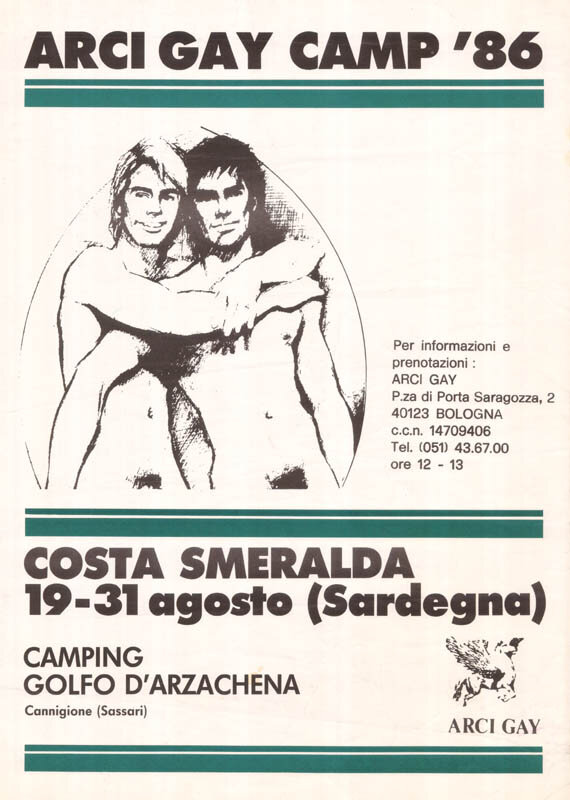 ARCI GAY CAMP '86
Per informazioni e
prenotazioni :
ARCI GAY
P.za di Porta Saragozza, 2
40123 BOLOGNA
c.c.n. 14709406
Tel. (051) 43.67.00
ore 12 - 13
COSTA SMERALDA
19-31 agosto (Sardegna)
CAMPING
GOLFO D'ARZACHENA
Cannigione (Sassari)
ARCI GAY